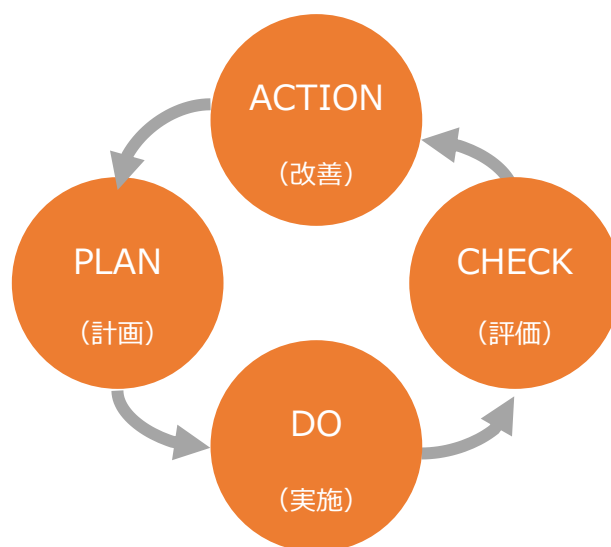 ACTION
（改善）
PLAN
（計画）
CHECK
（評価）
DO
（実施）